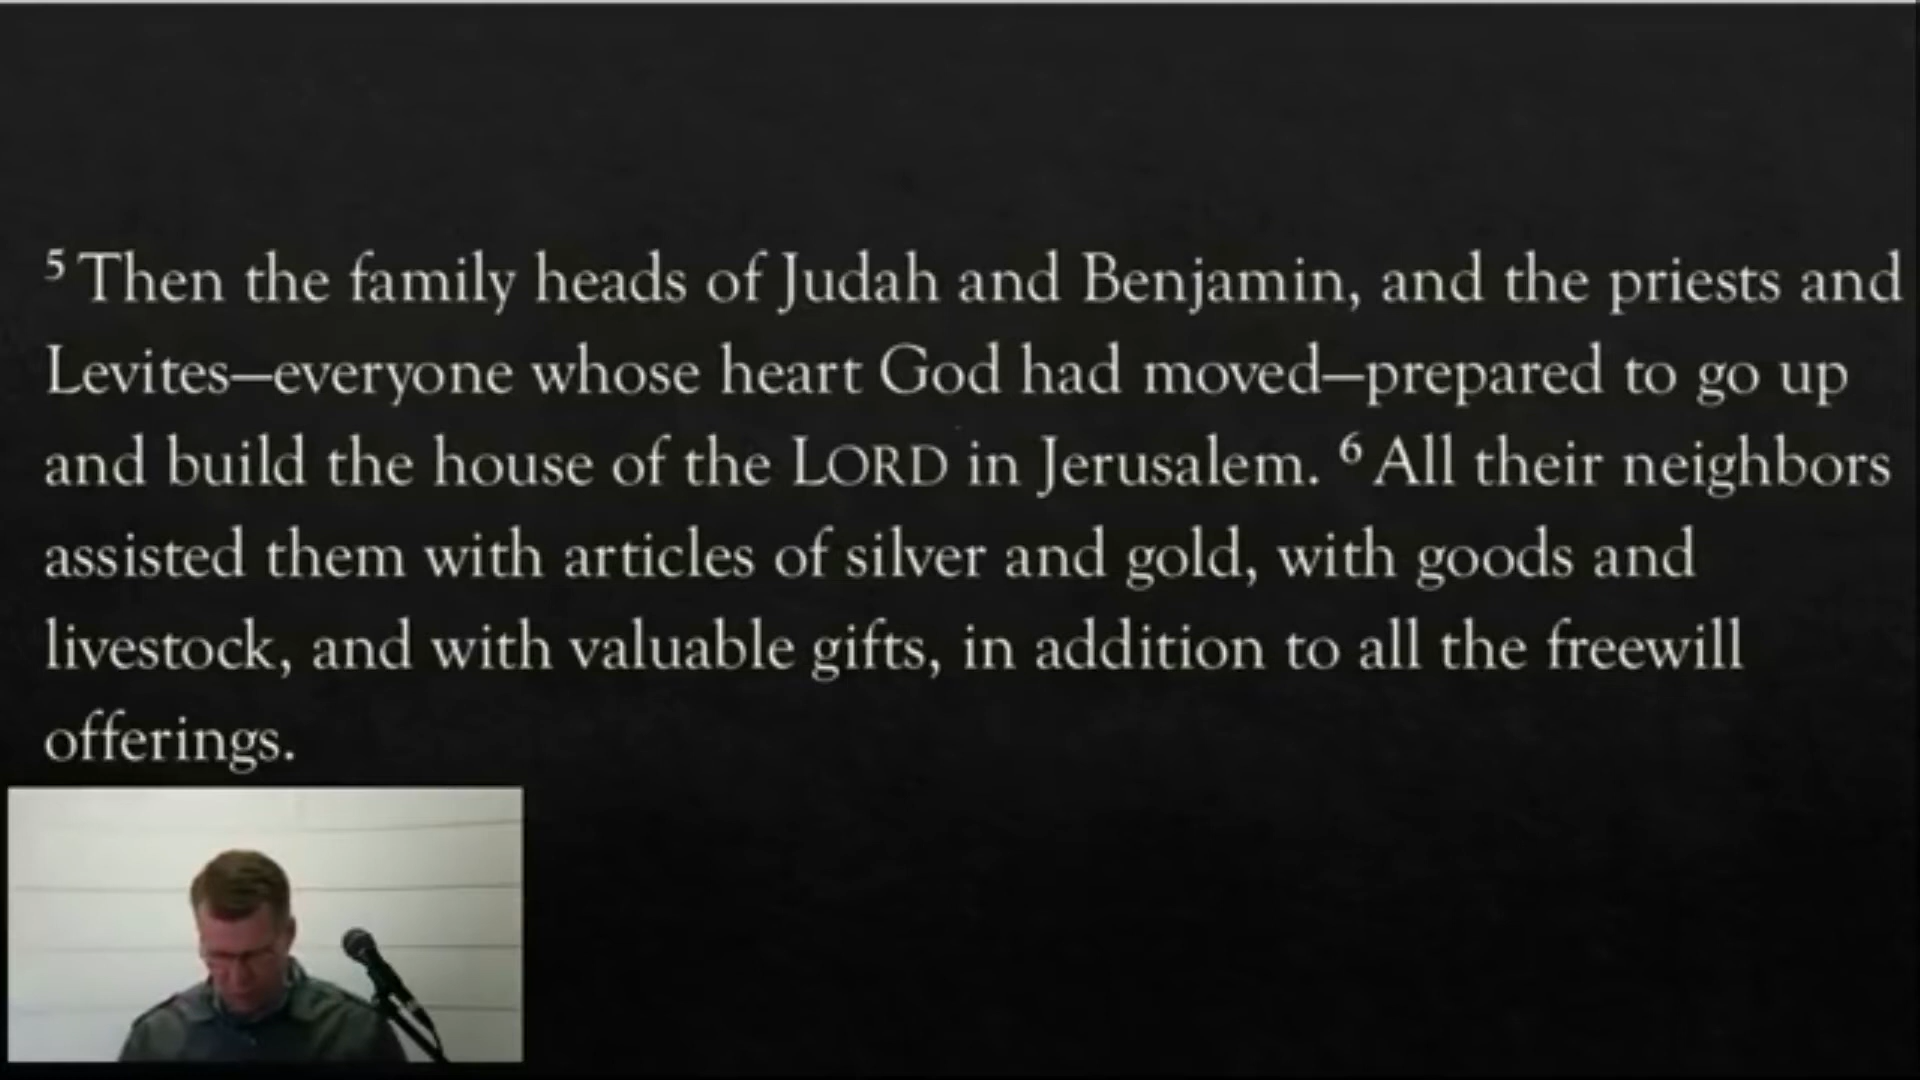 ⁵ Then the family heads of Judah and Benjamin, and the priests and
Levites—everyone whose heart God had moved—prepared to go up
and build the house of the LORD in Jerusalem. ⁶ All their neighbors
assisted them with articles of silver and gold, with goods and
livestock, and with valuable gifts, in addition to all the freewill
offerings.